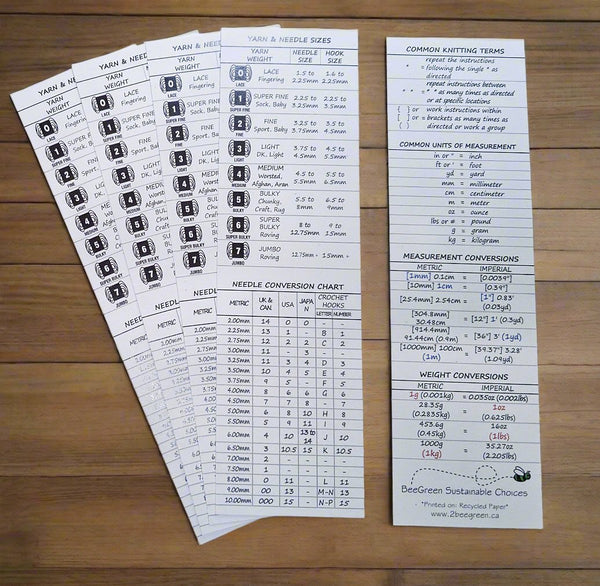 YARN & NEEDLE SIZES
YARN WEIGHT NEEDLE SIZE HOOK SIZE
0 LACE LACE Fingering 1.5 to 2.25mm 1.6 to 2.25mm
1 SUPER FINE SUPER FINE Sock, Baby 2.25 to 3.25mm 2.25 to 3.5mm
2 FINE FINE Sport, Baby 3.25 to 3.75mm 3.5 to 4.5mm
3 LIGHT LIGHT DK, Light 3.75 to 4.5mm 4.5 to 5.5mm
4 MEDIUM MEDIUM Worsted, Afghan, Aran 4.5 to 5.5mm 5.5 to 6.5mm
5 BULKY BULKY Chunky, Craft, Rug 5.5 to 8mm 6.5 to 9mm
6 SUPER BULKY SUPER BULKY Roving 8 to 12.75mm 9 to 15mm
7 JUMBO JUMBO Roving 12.75mm + 15mm +
NEEDLE CONVERSION CHART
METRIC UK & CAN. USA JAPAN CROCHET HOOKS
LETTER NUMBER
2.00mm 14 0 0 - -
2.25mm 13 1 - B 1
2.75mm 12 2 2 C 2
3.00mm 11 - 3 - -
3.25mm 11 3 4 D 3
3.50mm 10 4 5 E 4
3.75mm 9 5 - F 5
4.00mm 8 6 6 G 6
4.50mm 7 7 8 - 7
5.00mm 6 8 10 H 8
5.50mm 5 9 11 I 9
6.00mm 4 10 13 to 14 J 10
6.50mm 3 10.5 15 K 10.5
7.00mm 2 - - - -
7.50mm 1 - - - -
8.00mm 0 11 - L 11
9.00mm 00 13 - M-N 13
10.00mm 000 15 - N-P 15
COMMON KNITTING TERMS
repeat the instructions
* = following the single * as
directed
repeat instructions between
* * = * as many times as directed
or at specific locations
{ } or work instructions within
[ ] or = brackets as many times as
( ) directed or work a group
COMMON UNITS OF MEASUREMENT
in or " = inch
ft or ' = foot
yd = yard
mm = millimeter
cm = centimeter
m = meter
oz = ounce
lbs or # = pound
g = gram
kg = kilogram
MEASUREMENT CONVERSIONS
METRIC = IMPERIAL
[1mm] 0.1cm = [0.0039"]
[10mm] 1cm = [0.39"]
[25.4mm] 2.54cm = [1"] 0.83' (0.03yd)
[304.8mm] 30.48cm = [12"] 1' (0.3yd)
[914.4mm] 91.44cm (0.9m) = [36"] 3' (1yd)
[1000mm] 100cm (1m) = [39.37"] 3.28' (1.09yd)
WEIGHT CONVERSIONS
METRIC = IMPERIAL
1g (0.001kg) = 0.035oz (0.002lbs)
28.35g (0.2835kg) = 1oz (0.625lbs)
453.6g (0.45kg) = 16oz (1lbs)
1000g (1kg) = 35.27oz (2.205lbs)
BeeGreen Sustainable Choices
*Printed on: Recycled Paper*
www.2beegreen.ca